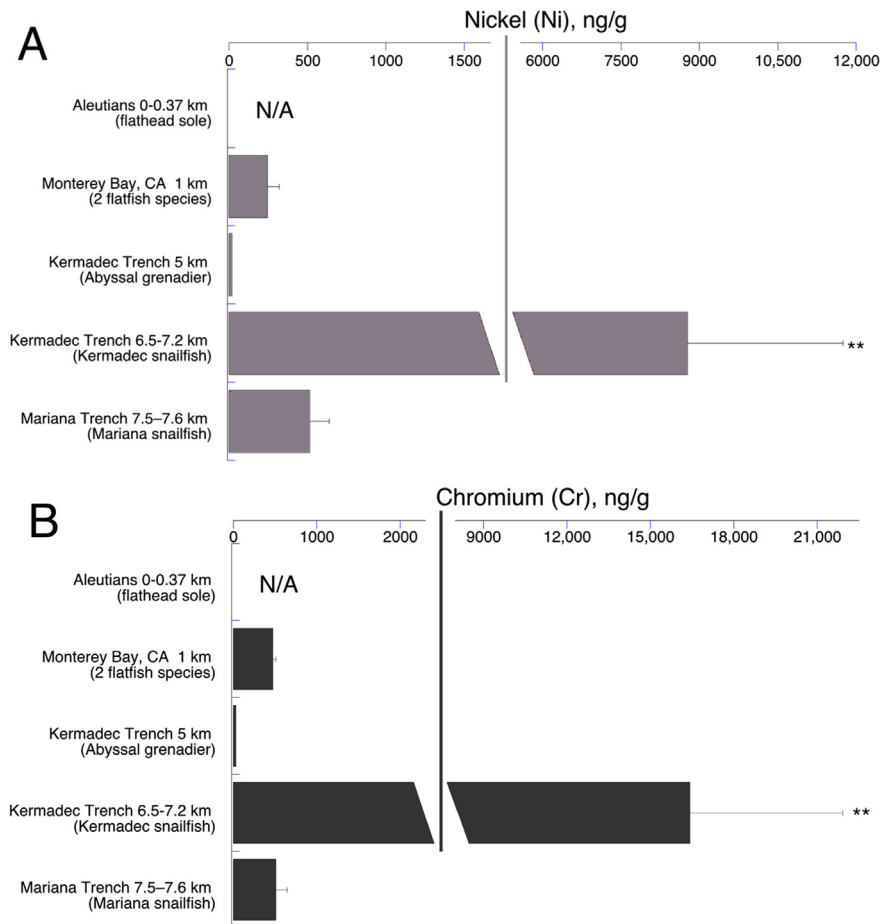 A
Nickel (Ni), ng/g
0 500 1000 1500 6000 7500 9000 10,500 12,000
Aleutians 0-0.37 km
(flathead sole)
N/A
Monterey Bay, CA 1 km
(2 flatfish species)
Kermadec Trench 5 km
(Abyssal grenadier)
Kermadec Trench 6.5-7.2 km
(Kermadec snailfish)
**
Mariana Trench 7.5–7.6 km
(Mariana snailfish)
B
Chromium (Cr), ng/g
0 1000 2000 9000 12,000 15,000 18,000 21,000
Aleutians 0-0.37 km
(flathead sole)
N/A
Monterey Bay, CA 1 km
(2 flatfish species)
Kermadec Trench 5 km
(Abyssal grenadier)
Kermadec Trench 6.5-7.2 km
(Kermadec snailfish)
**
Mariana Trench 7.5–7.6 km
(Mariana snailfish)